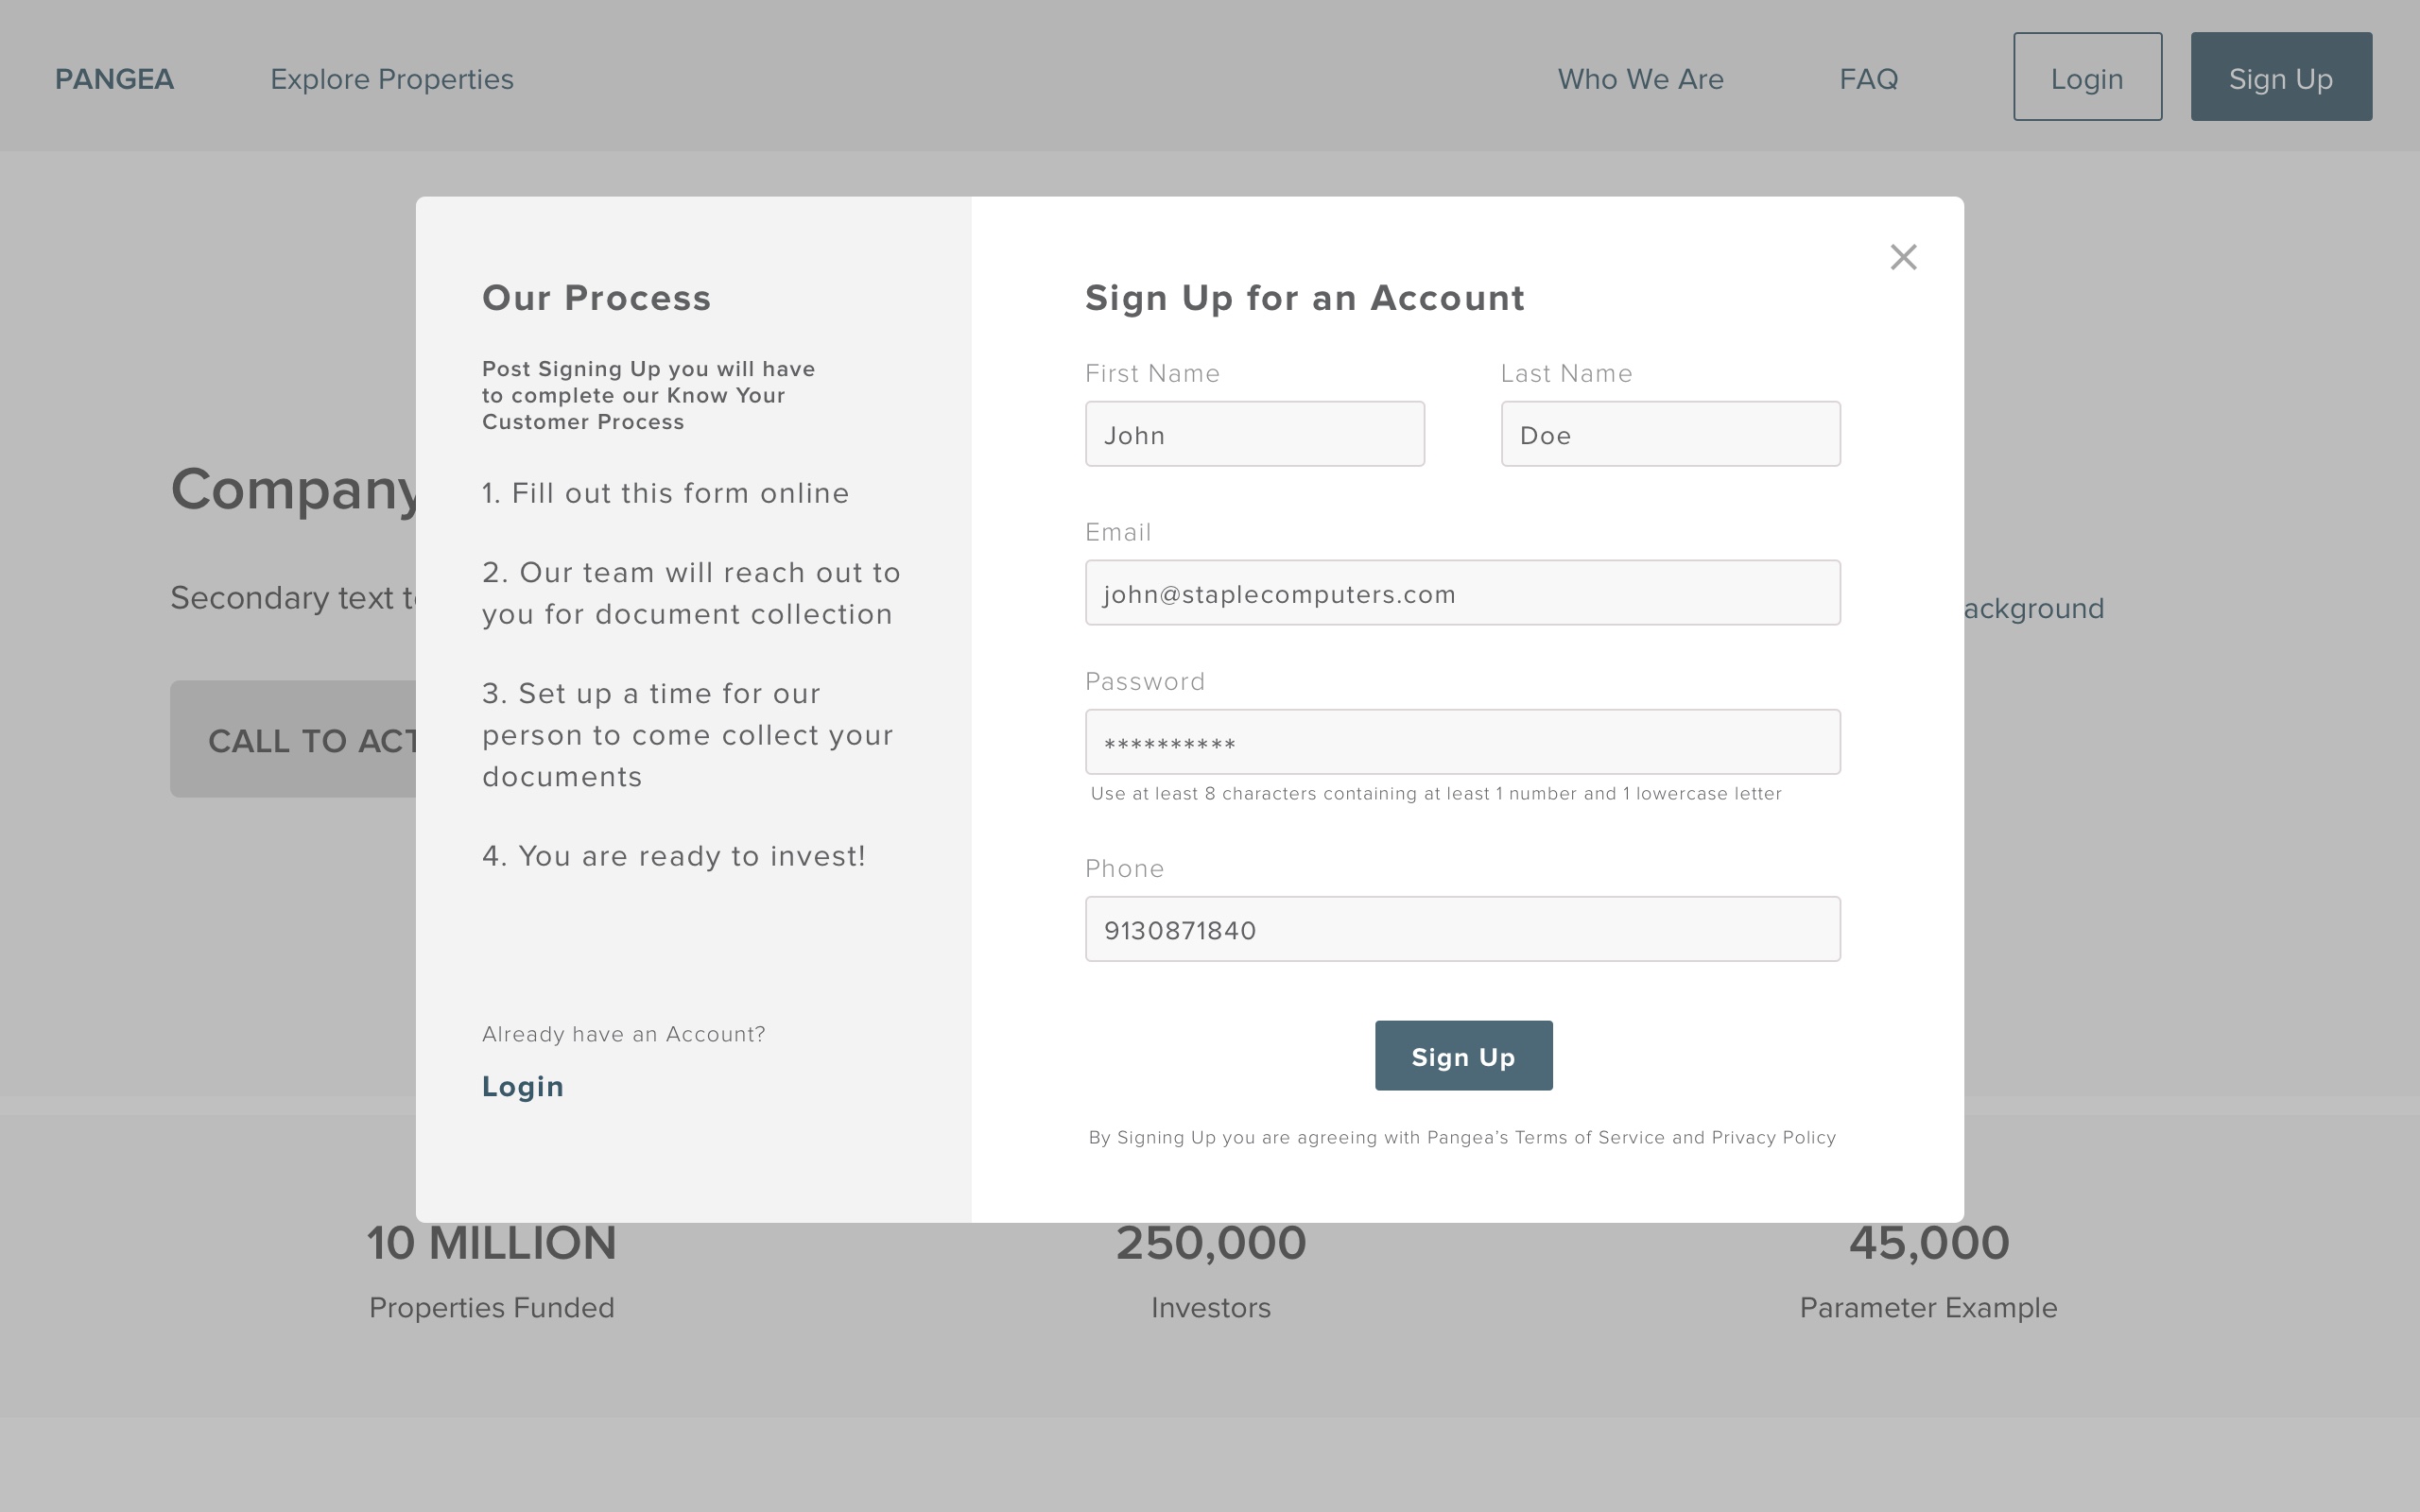 PANGEA
Explore Properties
Who We Are
FAQ
Login
Sign Up
Company
Secondary text t
CALL TO ACT
ackground
Our Process
Post Signing Up you will have
to complete our Know Your
Customer Process
1. Fill out this form online
2. Our team will reach out to
you for document collection
3. Set up a time for our
person to come collect your
documents
4. You are ready to invest!
Already have an Account?
Login
Sign Up for an Account
First Name
Last Name
John
Doe
Email
john@staplecomputers.com
Password
**********
Use at least 8 characters containing at least 1 number and 1 lowercase letter
Phone
9130871840
Sign Up
By Signing Up you are agreeing with Pangea’s Terms of Service and Privacy Policy
10 MILLION
Properties Funded
250,000
Investors
45,000
Parameter Example